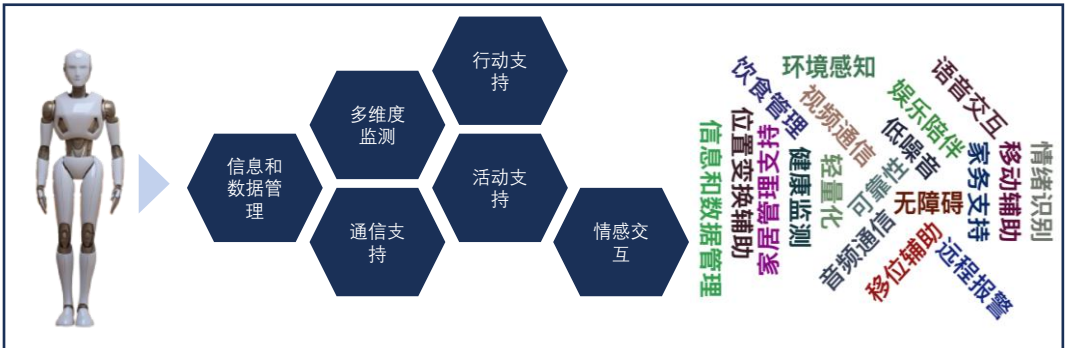 信息和
数据管
理
多维度
监测
通信支
持
行动支
持
活动支
持
情感交
互
饮食管理
环境感知
语音交互
视频通信
娱乐陪伴
低噪音
信息和数据管理
位置变换辅助
家居管理支持
健康监测
轻量化
可靠性
无障碍
家务支持
移动辅助
情绪识别
音频通信
移位辅助
远程报警